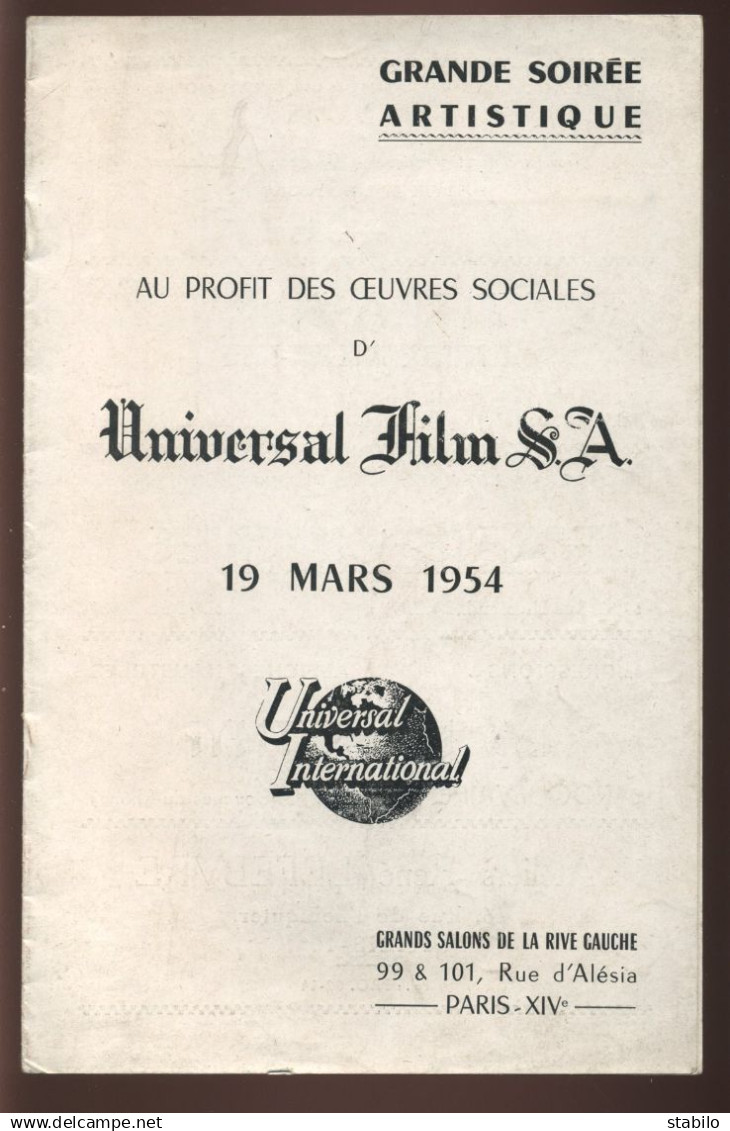 GRANDE SOIRÉE
ARTISTIQUE
AU PROFIT DES ŒUVRES SOCIALES
D'
Universal Film S.A.
19 MARS 1954
Universal
International
GRANDS SALONS DE LA RIVE GAUCHE
99 & 101, Rue d'Alésia
PARIS-XIVe
delcampe.net
stabilo